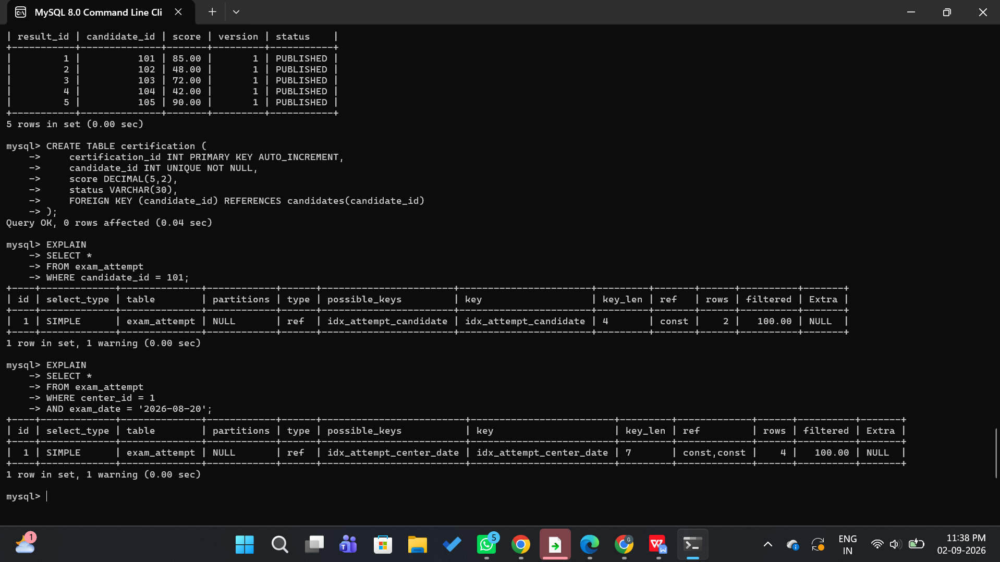 MySQL 8.0 Command Line Cli
| result_id | candidate_id | score | version | status    |
+-----------+--------------+-------+---------+-----------+
|         1 |          101 | 85.00 |       1 | PUBLISHED |
|         2 |          102 | 48.00 |       1 | PUBLISHED |
|         3 |          103 | 72.00 |       1 | PUBLISHED |
|         4 |          104 | 42.00 |       1 | PUBLISHED |
|         5 |          105 | 90.00 |       1 | PUBLISHED |
+-----------+--------------+-------+---------+-----------+
5 rows in set (0.00 sec)
mysql> CREATE TABLE certification (
    ->     certification_id INT PRIMARY KEY AUTO_INCREMENT,
    ->     candidate_id INT UNIQUE NOT NULL,
    ->     score DECIMAL(5,2),
    ->     status VARCHAR(30),
    ->     FOREIGN KEY (candidate_id) REFERENCES candidates(candidate_id)
    -> );
Query OK, 0 rows affected (0.04 sec)
mysql> EXPLAIN
    -> SELECT *
    -> FROM exam_attempt
    -> WHERE candidate_id = 101;
+----+-------------+--------------+------------+------+-----------------------+-----------------------+---------+-------+------+----------+-------+
| id | select_type | table        | partitions | type | possible_keys         | key                   | key_len | ref   | rows | filtered | Extra |
+----+-------------+--------------+------------+------+-----------------------+-----------------------+---------+-------+------+----------+-------+
|  1 | SIMPLE      | exam_attempt | NULL       | ref  | idx_attempt_candidate | idx_attempt_candidate | 4       | const |    2 |   100.00 | NULL  |
+----+-------------+--------------+------------+------+-----------------------+-----------------------+---------+-------+------+----------+-------+
1 row in set, 1 warning (0.00 sec)
mysql> EXPLAIN
    -> SELECT *
    -> FROM exam_attempt
    -> WHERE center_id = 1
    -> AND exam_date = '2026-08-20';
+----+-------------+--------------+------------+------+-------------------------+-------------------------+---------+-------------+------+----------+-------+
| id | select_type | table        | partitions | type | possible_keys           | key                     | key_len | ref         | rows | filtered | Extra |
+----+-------------+--------------+------------+------+-------------------------+-------------------------+---------+-------------+------+----------+-------+
|  1 | SIMPLE      | exam_attempt | NULL       | ref  | idx_attempt_center_date | idx_attempt_center_date | 7       | const,const |    4 |   100.00 | NULL  |
+----+-------------+--------------+------------+------+-------------------------+-------------------------+---------+-------------+------+----------+-------+
1 row in set, 1 warning (0.00 sec)
mysql>
1
5
G
ENG
IN
11:38 PM
02-09-2026